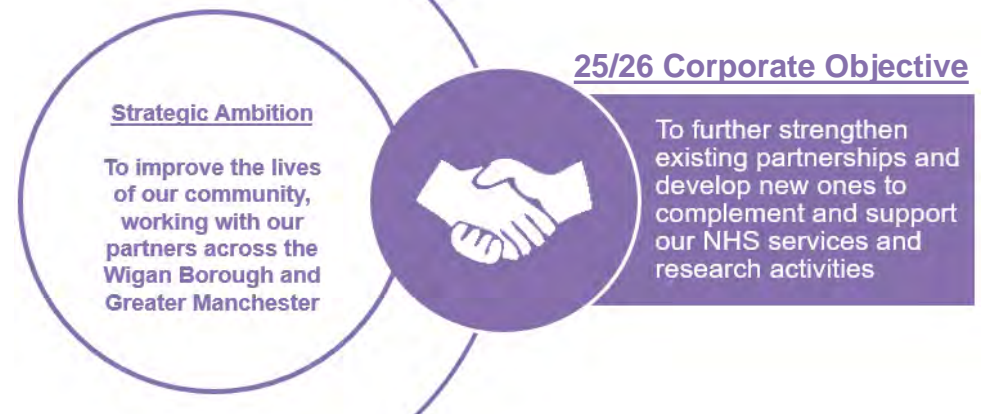 Strategic Ambition
To improve the lives
of our community,
working with our
partners across the
Wigan Borough and
Greater Manchester
25/26 Corporate Objective
To further strengthen
existing partnerships and
develop new ones to
complement and support
our NHS services and
research activities